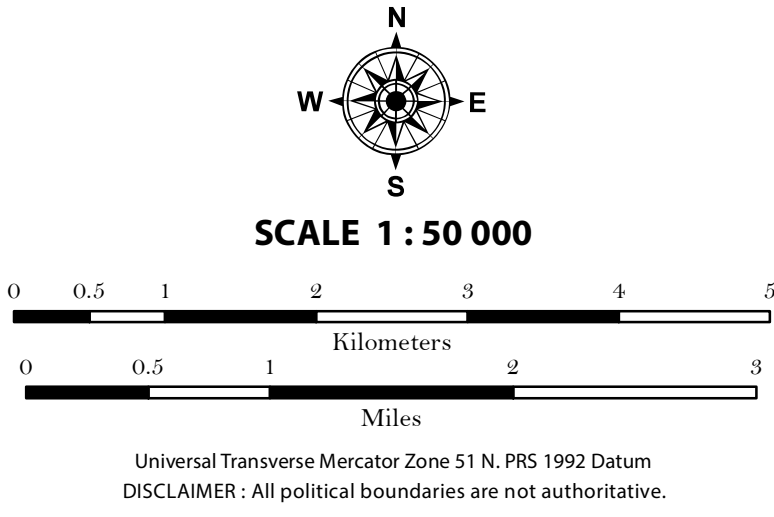 N
W E
S
SCALE 1 : 50 000
0 0.5 1 2 3 4 5
Kilometers
0 0.5 1 2 3
Miles
Universal Transverse Mercator Zone 51 N. PRS 1992 Datum
DISCLAIMER : All political boundaries are not authoritative.